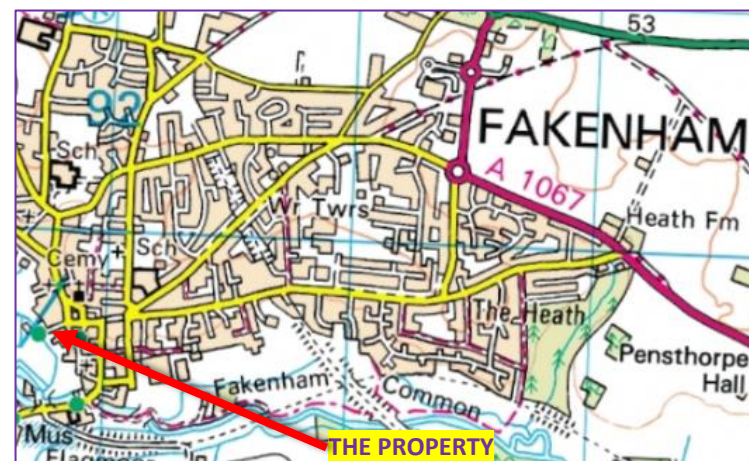 53
92
FAKENHAM
Sch
A 1067
Wr Twrs
Heath Fm
Cemy
Sch
The Heath
Pensthorpe
Hall
Fakenham
Common
Mus
THE PROPERTY